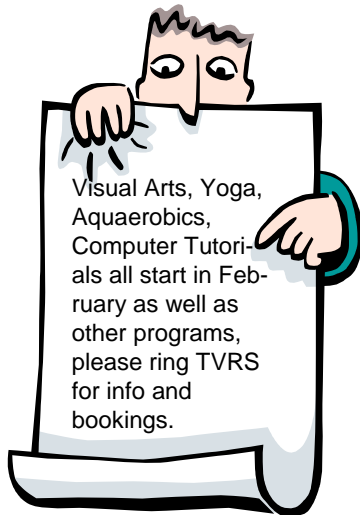 Visual Arts, Yoga,
Aquaerobics,
Computer Tutori-
als all start in Feb-
ruary as well as
other programs,
please ring TVRS
for info and
bookings.